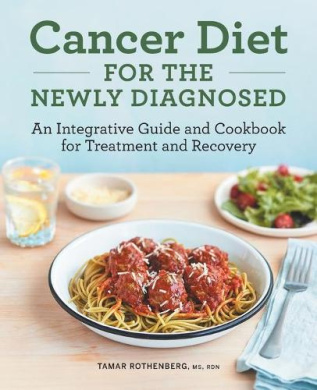 Cancer Diet
FOR THE
NEWLY DIAGNOSED
An Integrative Guide and Cookbook
for Treatment and Recovery
TAMAR ROTHENBERG, MS, RDN